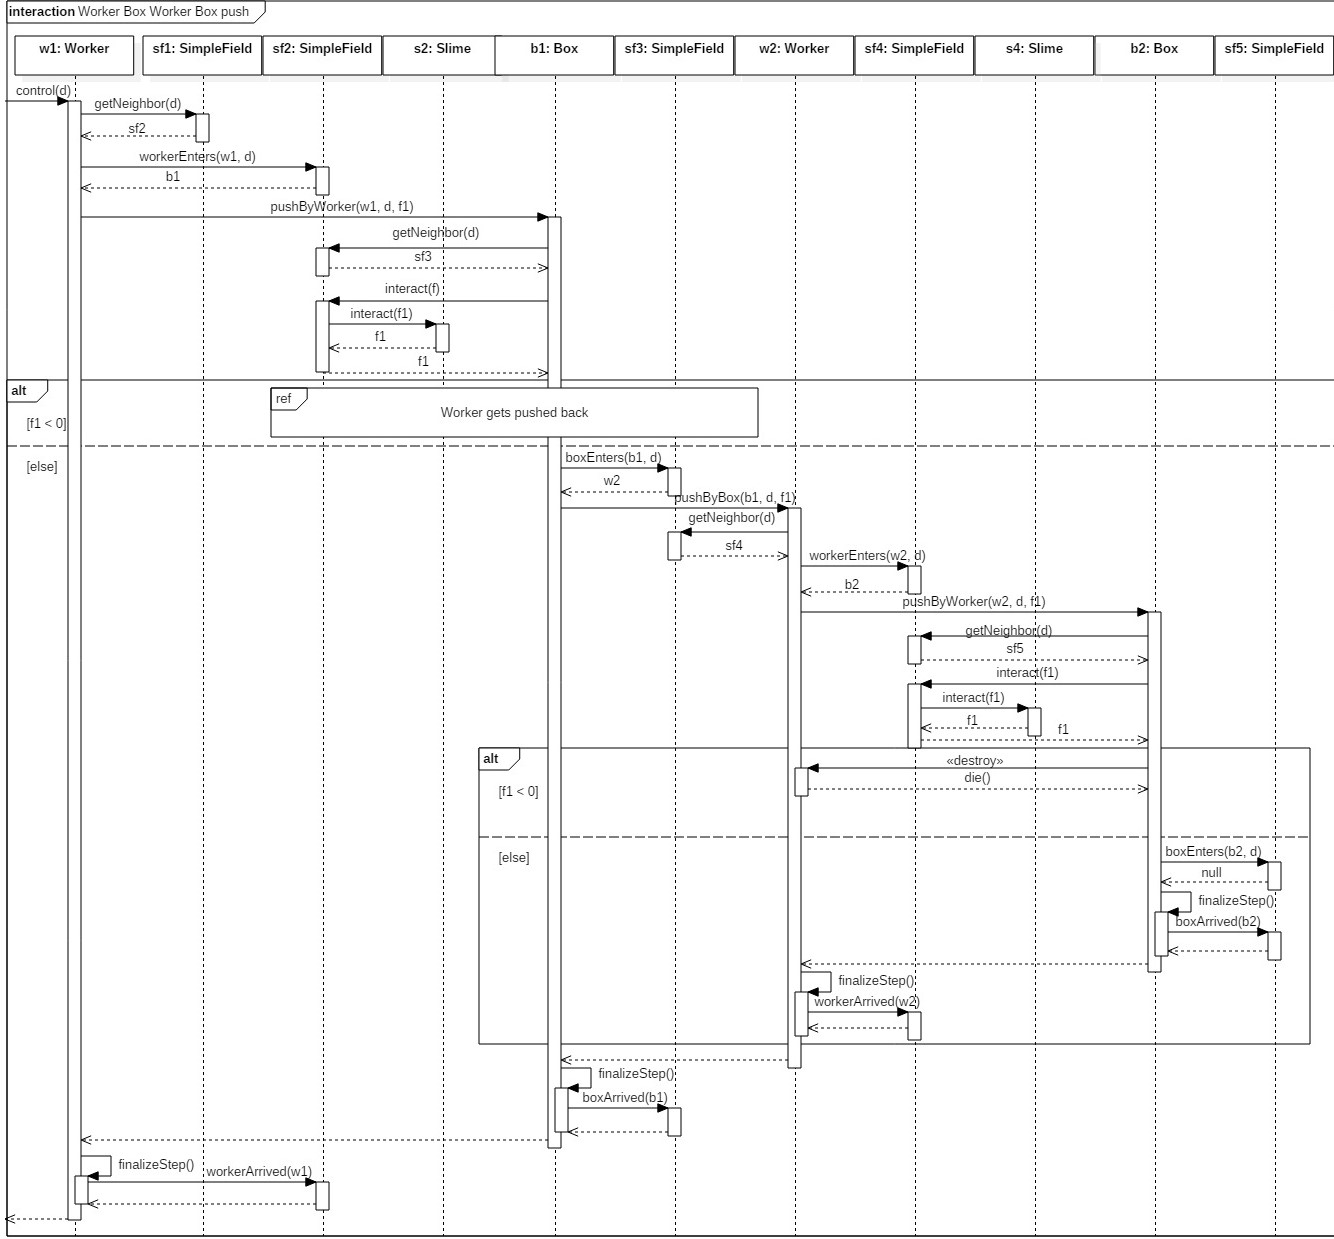 interaction Worker Box Worker Box push
w1: Worker
sf1: SimpleField
sf2: SimpleField
s2: Slime
b1: Box
sf3: SimpleField
w2: Worker
sf4: SimpleField
s4: Slime
b2: Box
sf5: SimpleField
control(d)
getNeighbor(d)
sf2
workerEnters(w1, d)
b1
pushByWorker(w1, d, f1)
getNeighbor(d)
sf3
interact(f)
interact(f1)
f1
f1
alt
ref
Worker gets pushed back
[f1 < 0]
[else]
boxEnters(b1, d)
w2
pushByBox(b1, d, f1)
getNeighbor(d)
sf4
workerEnters(w2, d)
b2
pushByWorker(w2, d, f1)
getNeighbor(d)
sf5
interact(f1)
interact(f1)
f1
f1
alt
«destroy»
die()
[f1 < 0]
[else]
boxEnters(b2, d)
null
finalizeStep()
boxArrived(b2)
finalizeStep()
workerArrived(w2)
finalizeStep()
boxArrived(b1)
finalizeStep()
workerArrived(w1)